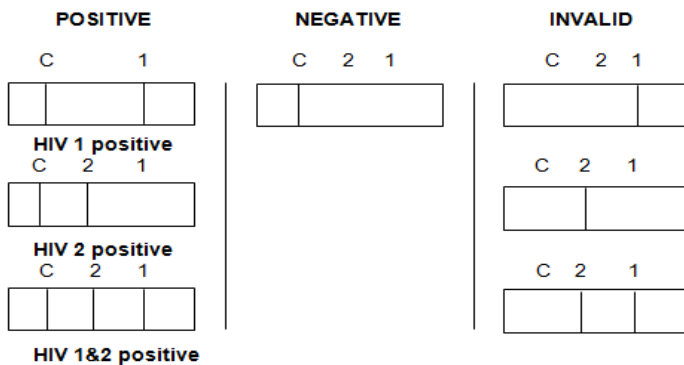 POSITIVE NEGATIVE INVALID
C 1
HIV 1 positive
C 2 1
HIV 2 positive
C 2 1
HIV 1&2 positive
C 2 1
C 2 1
C 2 1
C 2 1